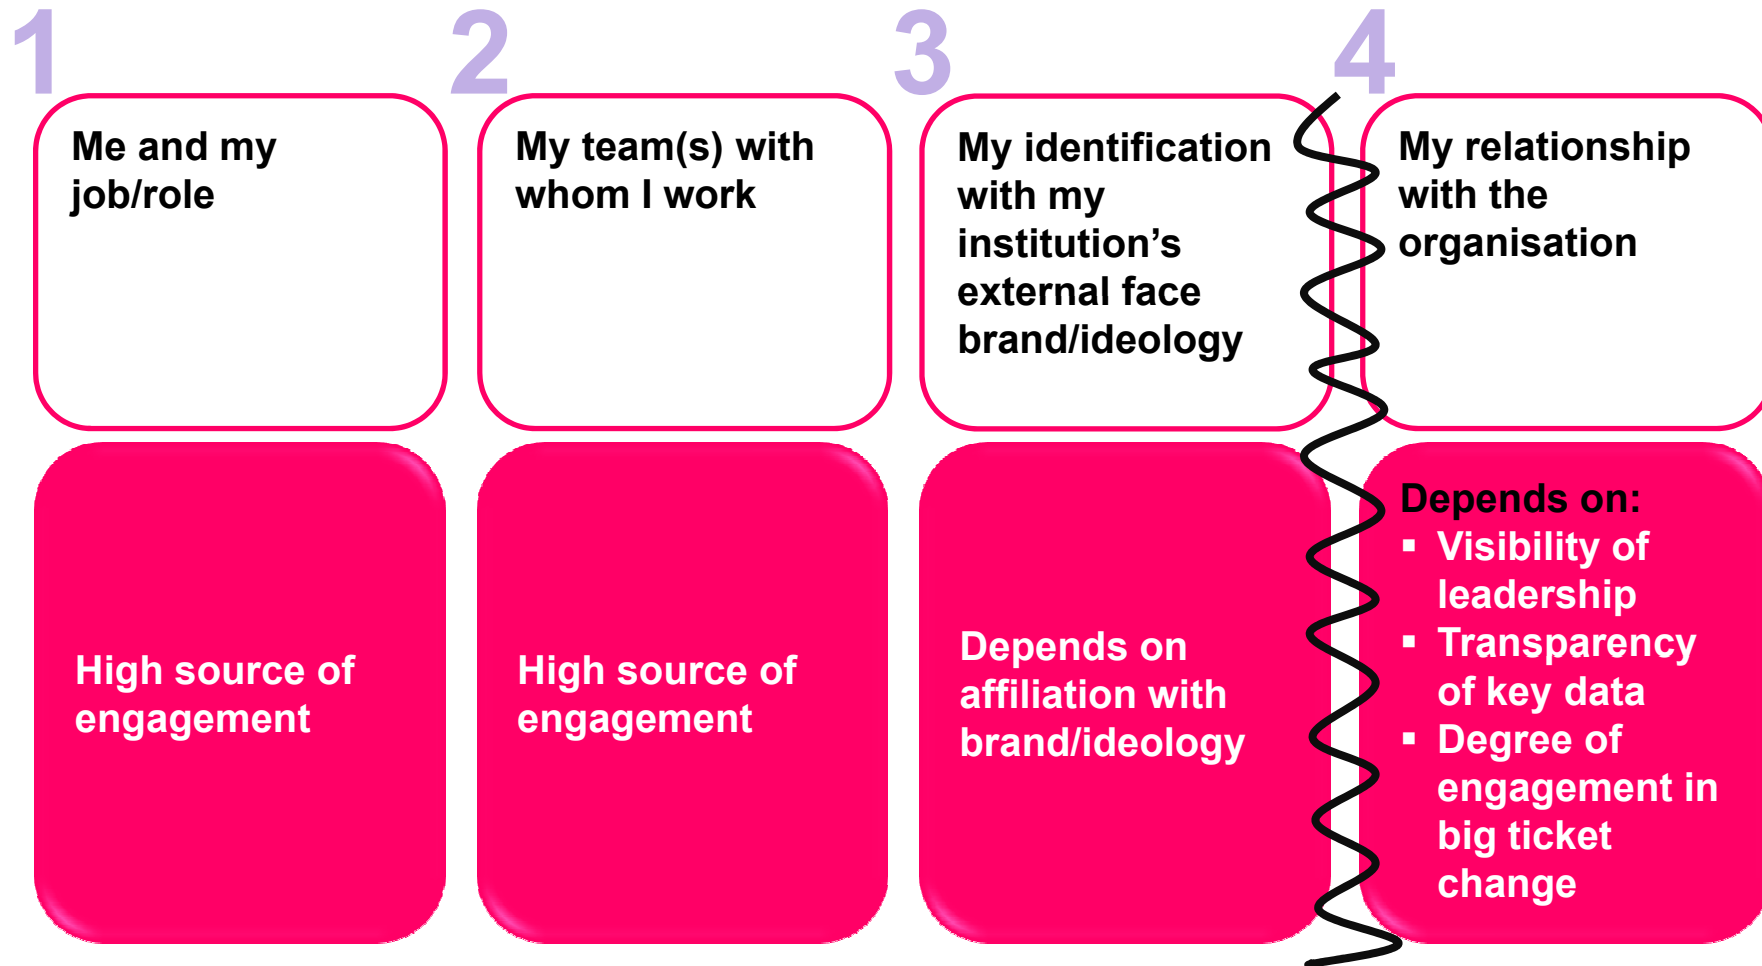 1
2
3
4
Me and my
job/role
My team(s) with
whom I work
My identification
with my
institution’s
external face
brand/ideology
My relationship
with the
organisation
High source of
engagement
High source of
engagement
Depends on
affiliation with
brand/ideology
Depends on:
▪ Visibility of
leadership
▪ Transparency
of key data
▪ Degree of
engagement in
big ticket
change